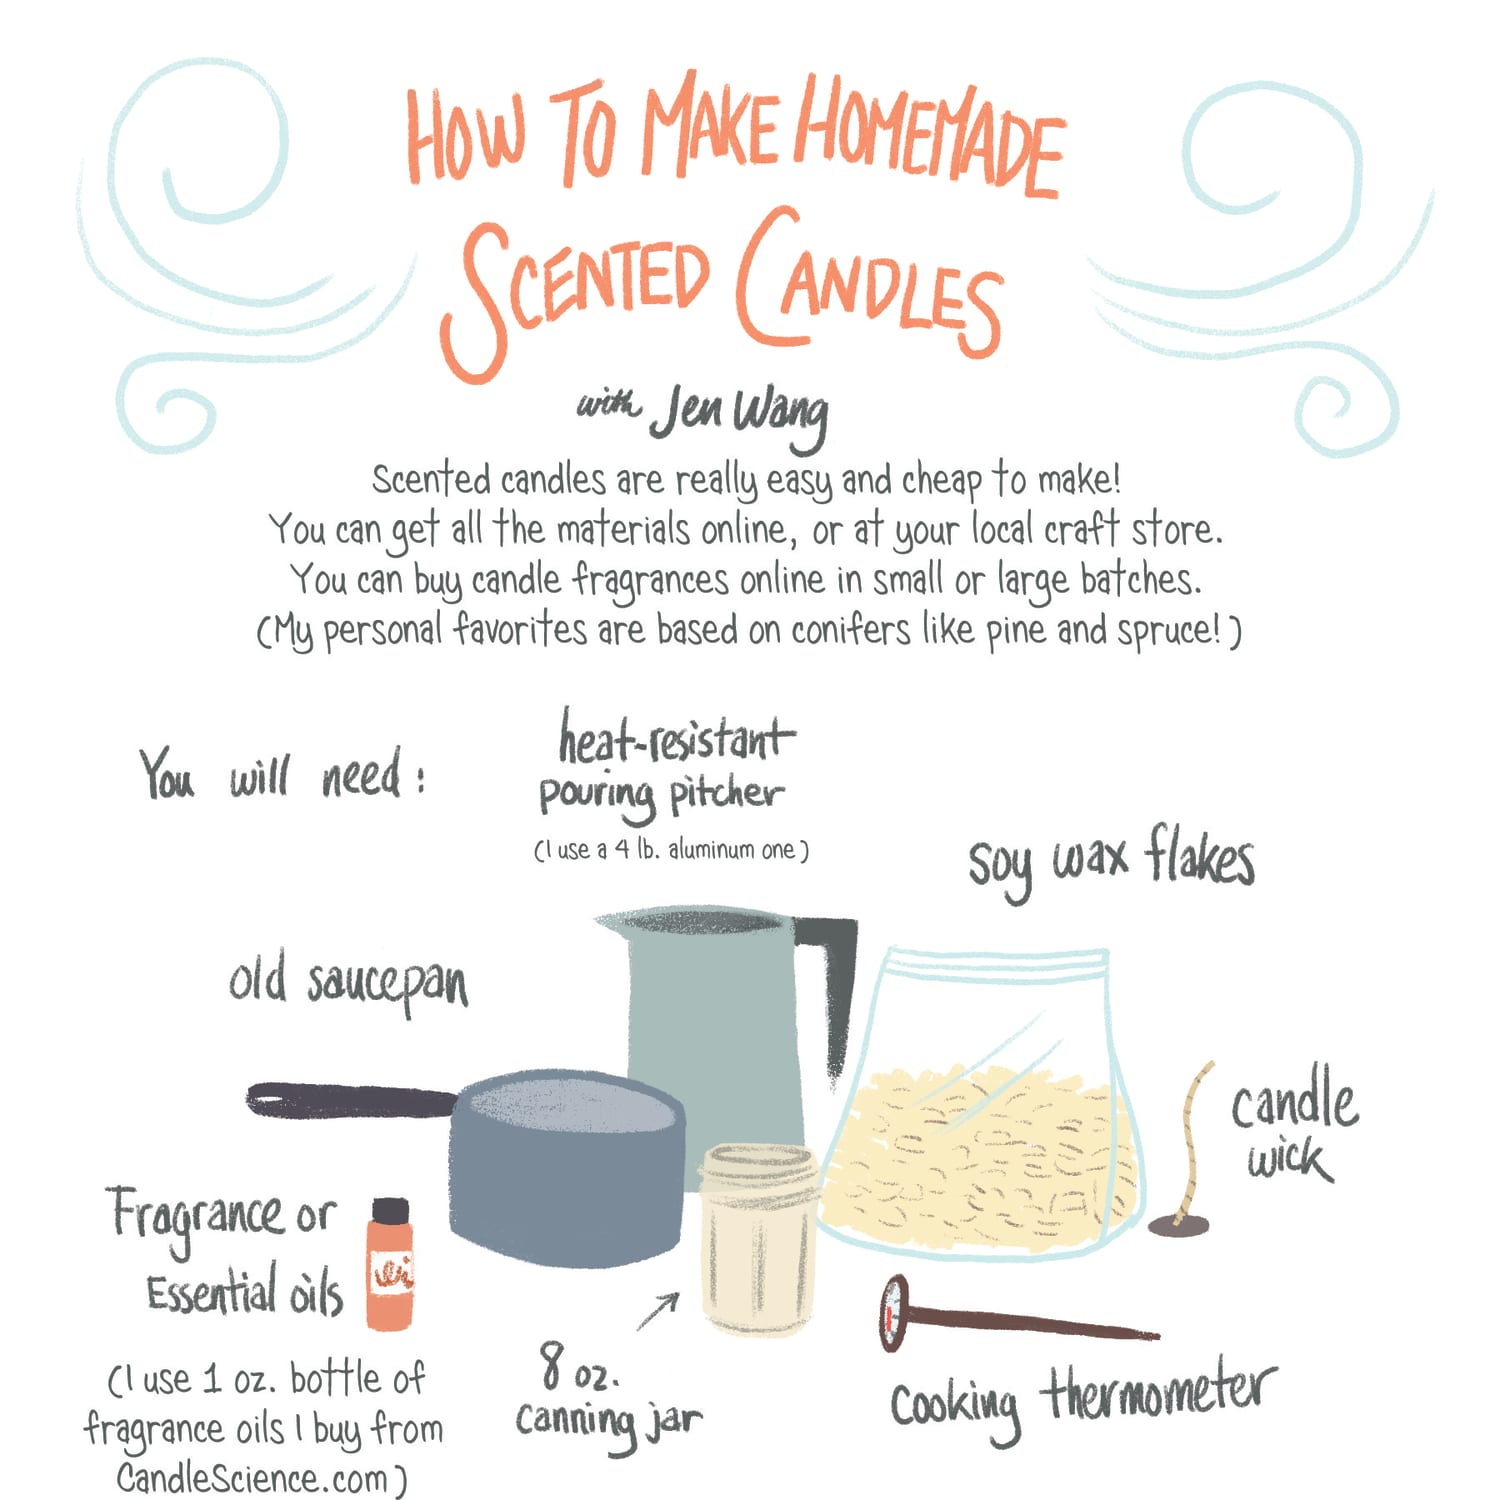 HOW TO MAKE HOMEMADE
SCENTED CANDLES
with Jen Wang
Scented candles are really easy and cheap to make!
You can get all the materials online, or at your local craft store.
You can buy candle fragrances online in small or large batches.
(My personal favorites are based on conifers like pine and spruce!)
You will need:
heat-resistant
pouring pitcher
(I use a 4 lb. aluminum one)
soy wax flakes
old saucepan
candle
wick
Fragrance or
Essential oils
(I use 1 oz. bottle of
fragrance oils I buy from
CandleScience.com)
8 oz.
canning jar
cooking thermometer